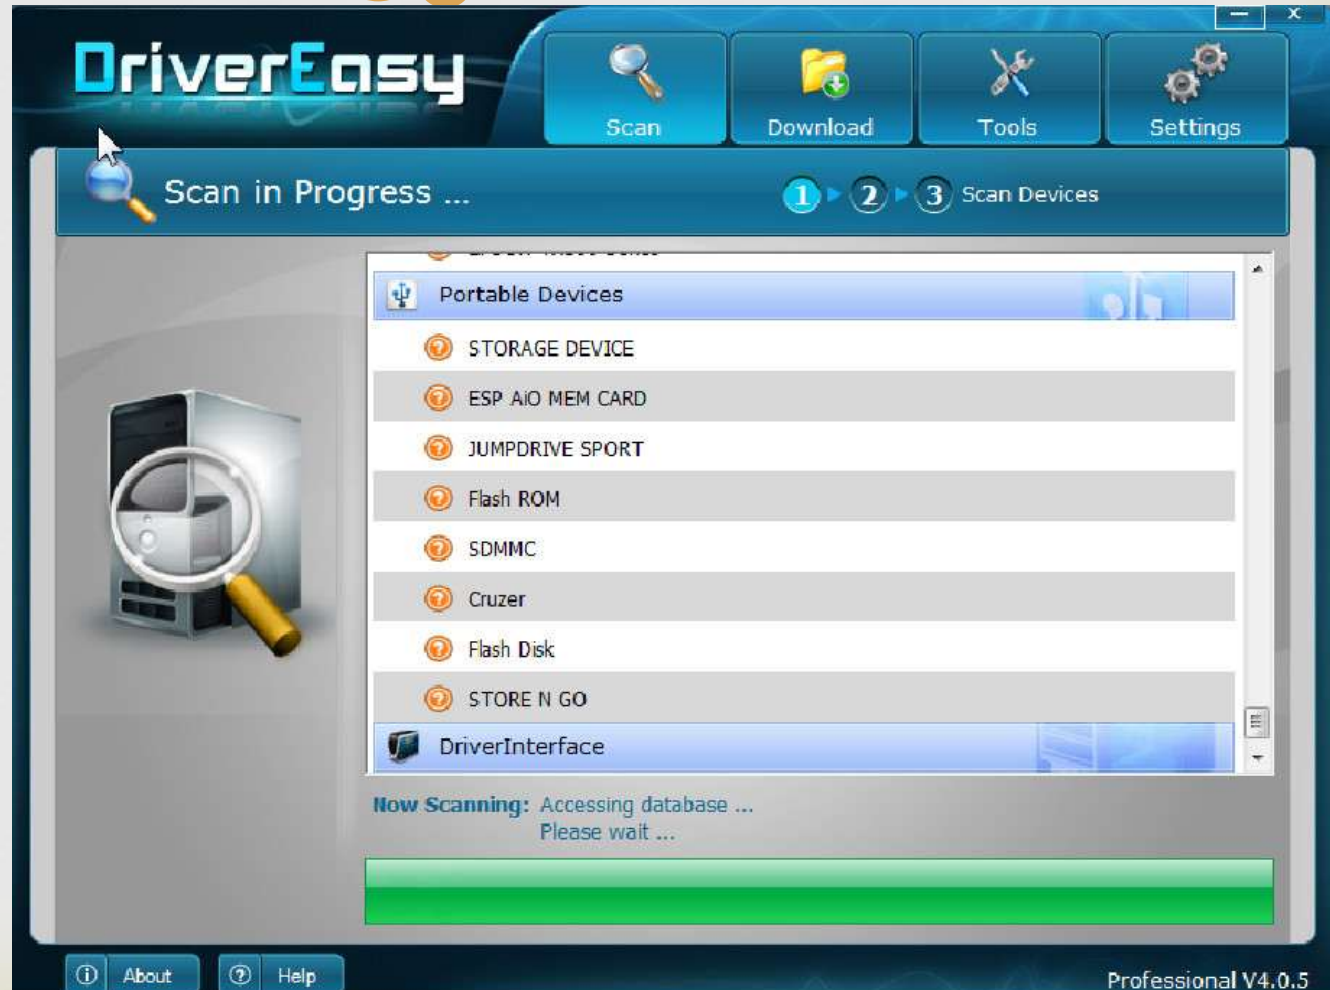 DriverEasy
Scan
Download
Tools
Settings
Scan in Progress ...
1 2 3 Scan Devices
Portable Devices
STORAGE DEVICE
ESP AiO MEM CARD
JUMPDRIVE SPORT
Flash ROM
SDMMC
Cruzer
Flash Disk
STORE N GO
DriverInterface
Now Scanning: Accessing database ...
Please wait ...
About
Help
Professional V4.0.5